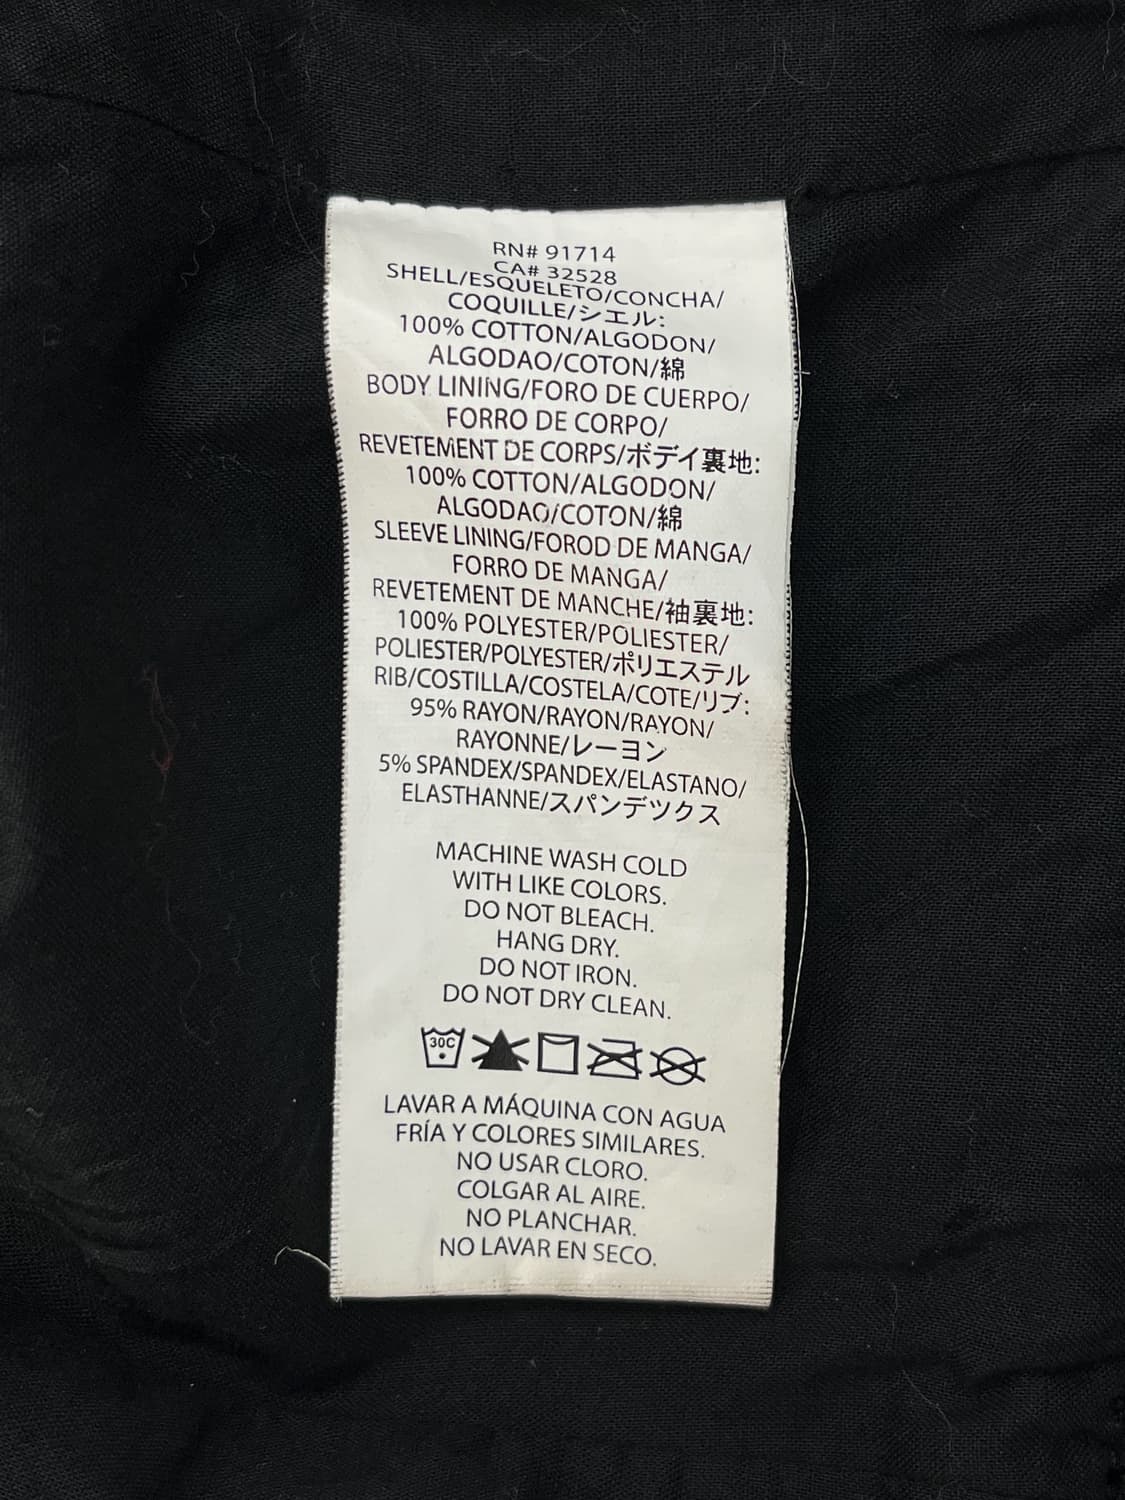 RN# 91714
CA# 32528
SHELL/ESQUELETO/CONCHA/
COQUILLE/シエル:
100% COTTON/ALGODON/
ALGODAO/COTON/綿
BODY LINING/FORO DE CUERPO/
FORRO DE CORPO/
REVETEMENT DE CORPS/ボデイ裏地:
100% COTTON/ALGODON/
ALGODAO/COTON/綿
SLEEVE LINING/FOROD DE MANGA/
FORRO DE MANGA/
REVETEMENT DE MANCHE/袖裏地:
100% POLYESTER/POLIESTER/
POLIESTER/POLYESTER/ポリエステル
RIB/COSTILLA/COSTELA/COTE/リブ:
95% RAYON/RAYON/RAYON/
RAYONNE/レーヨン
5% SPANDEX/SPANDEX/ELASTANO/
ELASTHANNE/スパンデツクス
MACHINE WASH COLD
WITH LIKE COLORS.
DO NOT BLEACH.
HANG DRY.
DO NOT IRON.
DO NOT DRY CLEAN.
30C
LAVAR A MÁQUINA CON AGUA
FRÍA Y COLORES SIMILARES.
NO USAR CLORO.
COLGAR AL AIRE.
NO PLANCHAR.
NO LAVAR EN SECO.